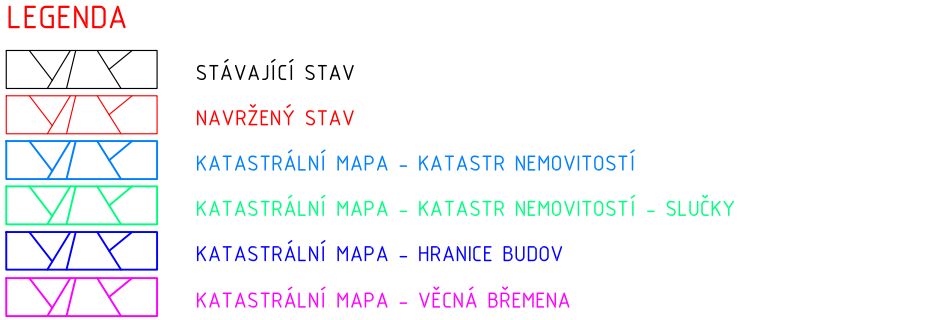 LEGENDA
STÁVAJÍCÍ STAV
NAVRŽENÝ STAV
KATASTRÁLNÍ MAPA - KATASTR NEMOVITOSTÍ
KATASTRÁLNÍ MAPA - KATASTR NEMOVITOSTÍ - SLUČKY
KATASTRÁLNÍ MAPA - HRANICE BUDOV
KATASTRÁLNÍ MAPA - VĚCNÁ BŘEMENA